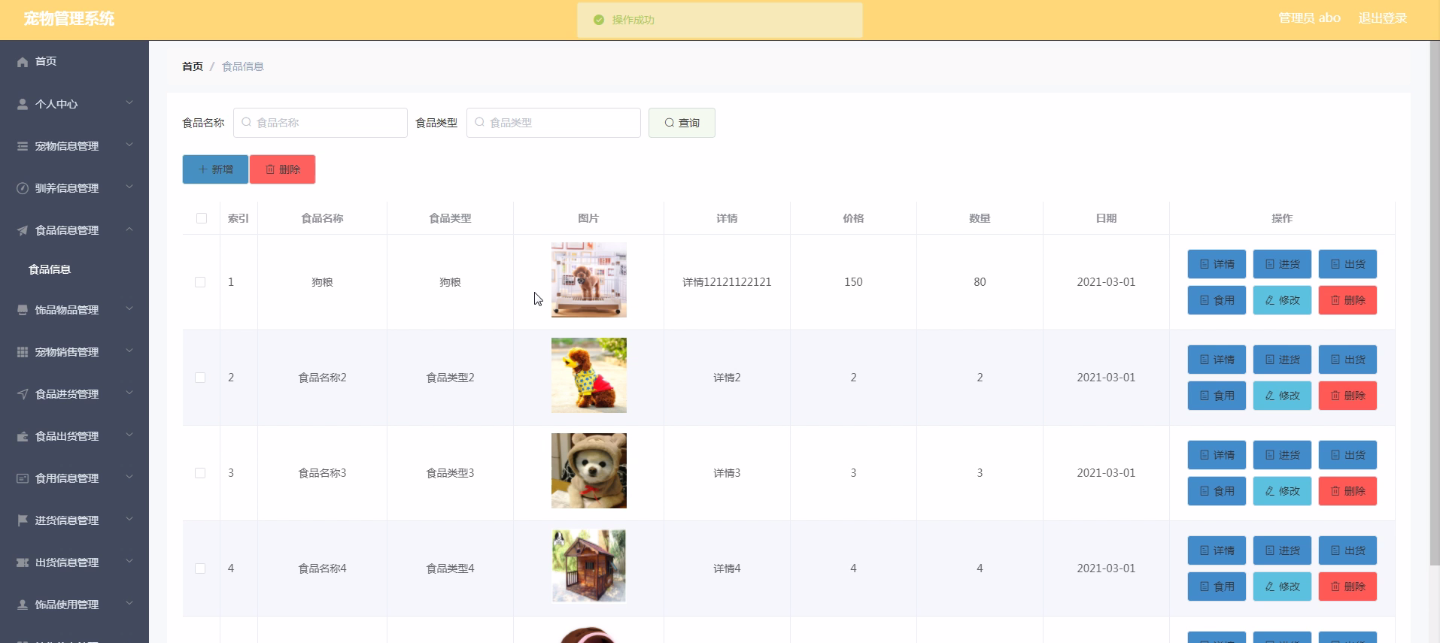 宠物管理系统
操作成功
管理员 abo 退出登录
首页
个人中心
宠物信息管理
驯养信息管理
食品信息管理
食品信息
饰品物品管理
宠物销售管理
食品进货管理
食品出货管理
食用信息管理
进货信息管理
出货信息管理
饰品使用管理
首页 / 食品信息
食品名称 食品名称 食品类型 食品类型 查询
新增 删除
索引 食品名称 食品类型 图片 详情 价格 数量 日期 操作
1 狗粮 狗粮 详情12121122121 150 80 2021-03-01
详情 进货 出货
食用 修改 删除
2 食品名称2 食品类型2 详情2 2 2 2021-03-01
详情 进货 出货
食用 修改 删除
3 食品名称3 食品类型3 详情3 3 3 2021-03-01
详情 进货 出货
食用 修改 删除
4 食品名称4 食品类型4 详情4 4 4 2021-03-01
详情 进货 出货
食用 修改 删除